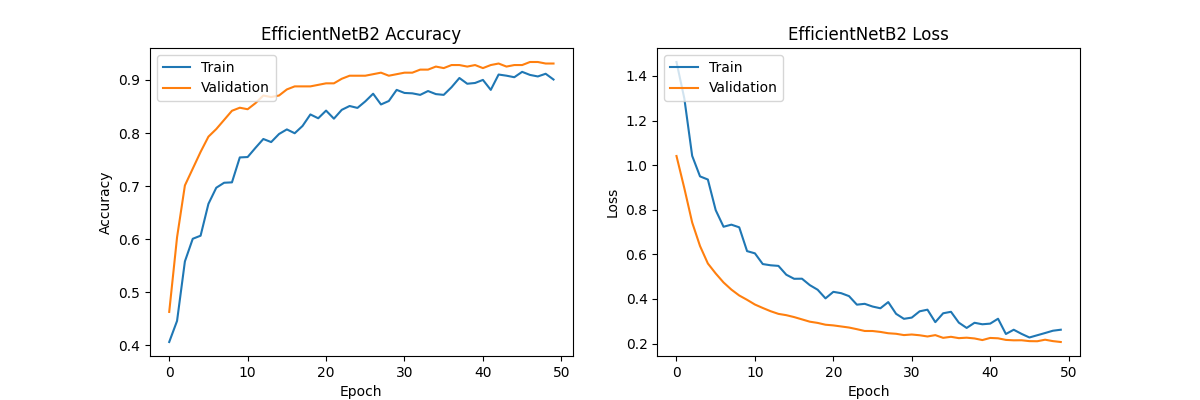 EfficientNetB2 Accuracy
Train
Validation
0.9
0.8
0.7
0.6
0.5
0.4
Accuracy
0
10
20
30
40
50
Epoch
EfficientNetB2 Loss
Train
Validation
1.4
1.2
1.0
0.8
0.6
0.4
0.2
Loss
0
10
20
30
40
50
Epoch